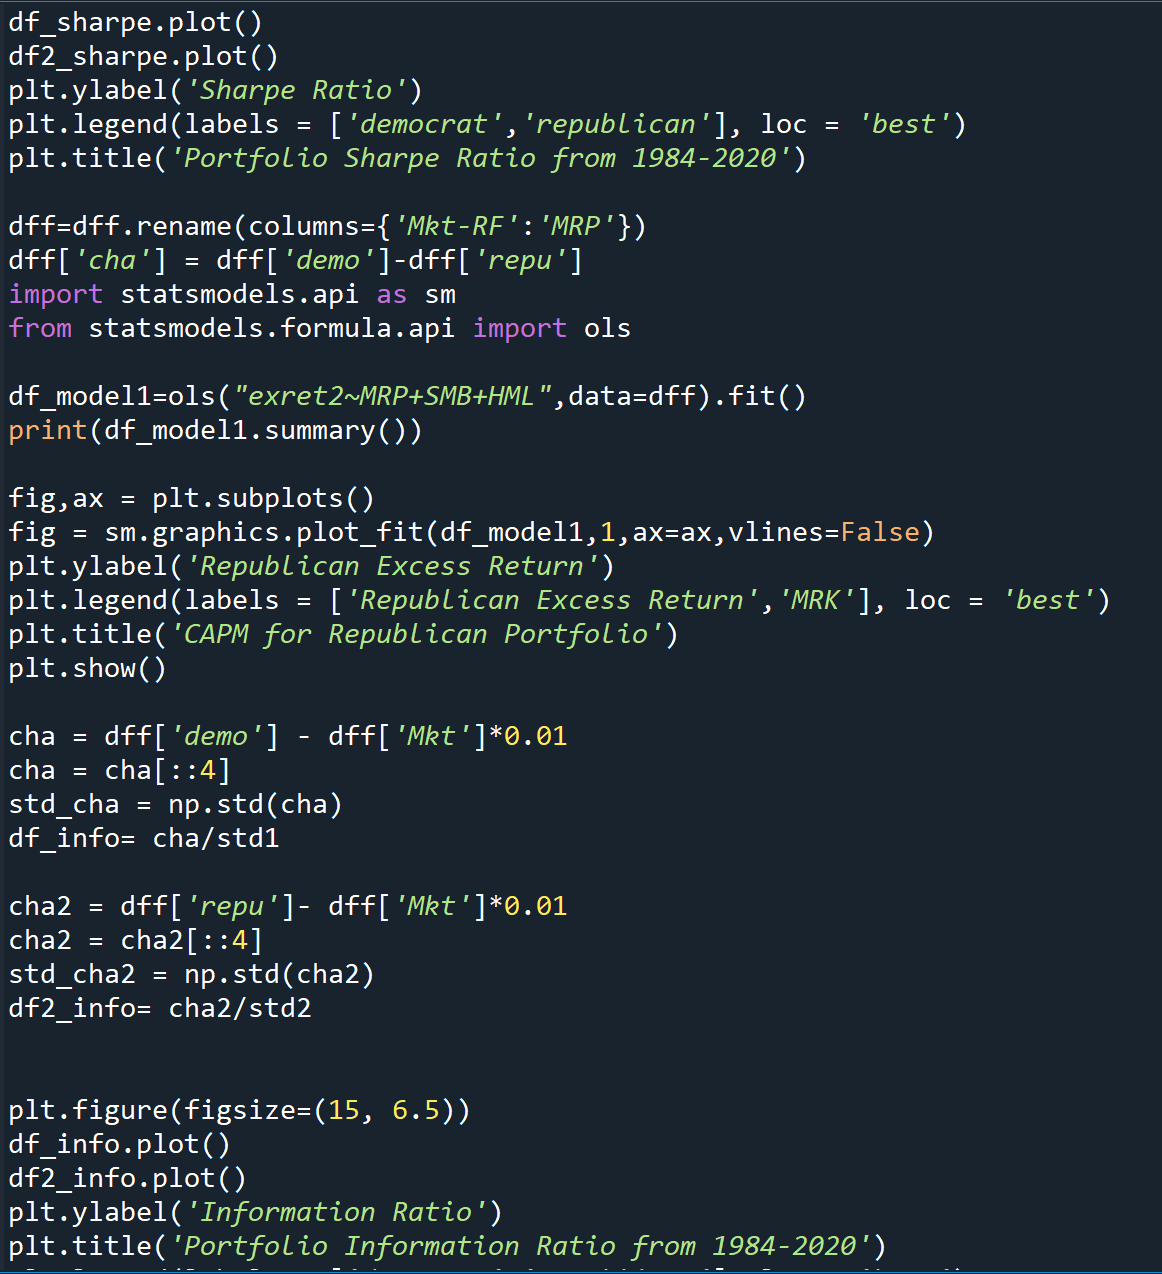 df_sharpe.plot()
df2_sharpe.plot()
plt.ylabel('Sharpe Ratio')
plt.legend(labels = ['democrat','republican'], loc = 'best')
plt.title('Portfolio Sharpe Ratio from 1984-2020')
dff=dff.rename(columns={'Mkt-RF':'MRP'})
dff['cha'] = dff['demo']-dff['repu']
import statsmodels.api as sm
from statsmodels.formula.api import ols
df_model1=ols("exret2~MRP+SMB+HML",data=dff).fit()
print(df_model1.summary())
fig,ax = plt.subplots()
fig = sm.graphics.plot_fit(df_model1,1,ax=ax,vlines=False)
plt.ylabel('Republican Excess Return')
plt.legend(labels = ['Republican Excess Return','MRK'], loc = 'best')
plt.title('CAPM for Republican Portfolio')
plt.show()
cha = dff['demo'] - dff['Mkt']*0.01
cha = cha[::4]
std_cha = np.std(cha)
df_info= cha/std1
cha2 = dff['repu']- dff['Mkt']*0.01
cha2 = cha2[::4]
std_cha2 = np.std(cha2)
df2_info= cha2/std2
plt.figure(figsize=(15, 6.5))
df_info.plot()
df2_info.plot()
plt.ylabel('Information Ratio')
plt.title('Portfolio Information Ratio from 1984-2020')